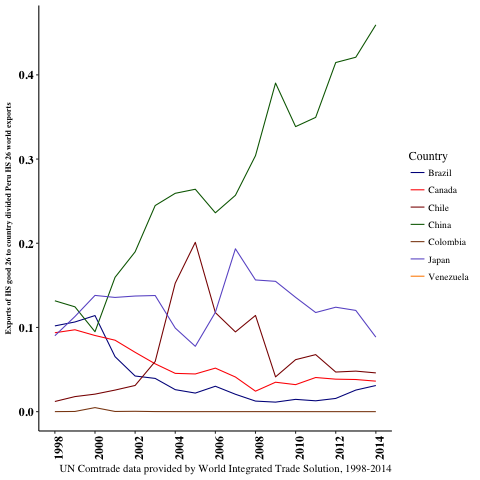 Exports of HS good 26 to country divided Peru HS 26 world exports
0.4
0.3
0.2
0.1
0.0
1998
2000
2002
2004
2006
2008
2010
2012
2014
UN Comtrade data provided by World Integrated Trade Solution, 1998-2014
Country
Brazil
Canada
Chile
China
Colombia
Japan
Venezuela